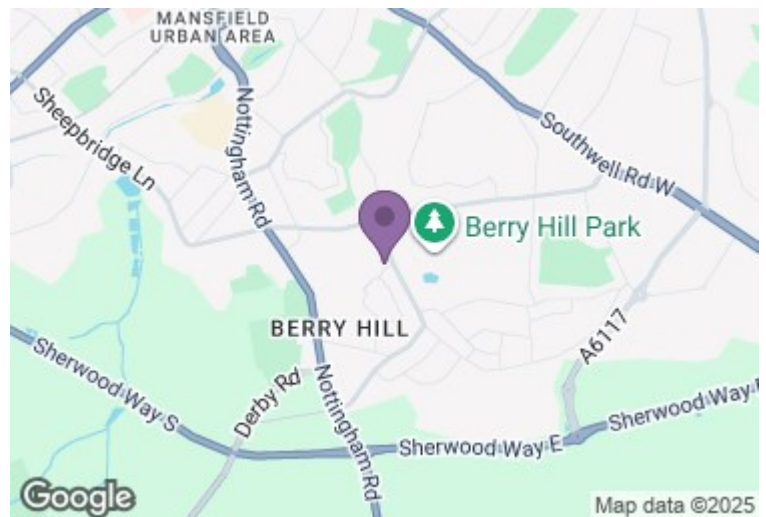 MANSFIELD
URBAN AREA
Sheepbridge Ln
Nottingham Rd
Southwell Rd W
Berry Hill Park
BERRY HILL
A6117
Sherwood Way S
Derby Rd
Nottingham Rd
Sherwood Way E
Sherwood Way
Google
Map data ©2025